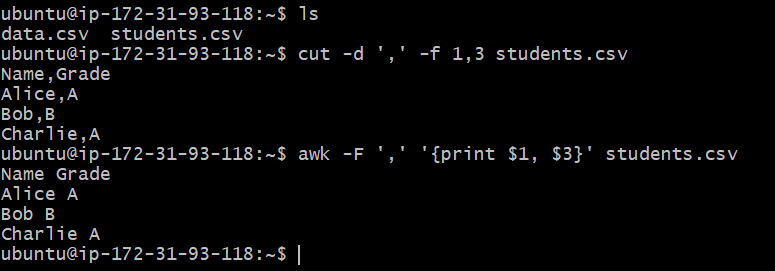 ubuntu@ip-172-31-93-118:~$ ls
data.csv  students.csv
ubuntu@ip-172-31-93-118:~$ cut -d ',' -f 1,3 students.csv
Name,Grade
Alice,A
Bob,B
Charlie,A
ubuntu@ip-172-31-93-118:~$ awk -F ',' '{print $1, $3}' students.csv
Name Grade
Alice A
Bob B
Charlie A
ubuntu@ip-172-31-93-118:~$